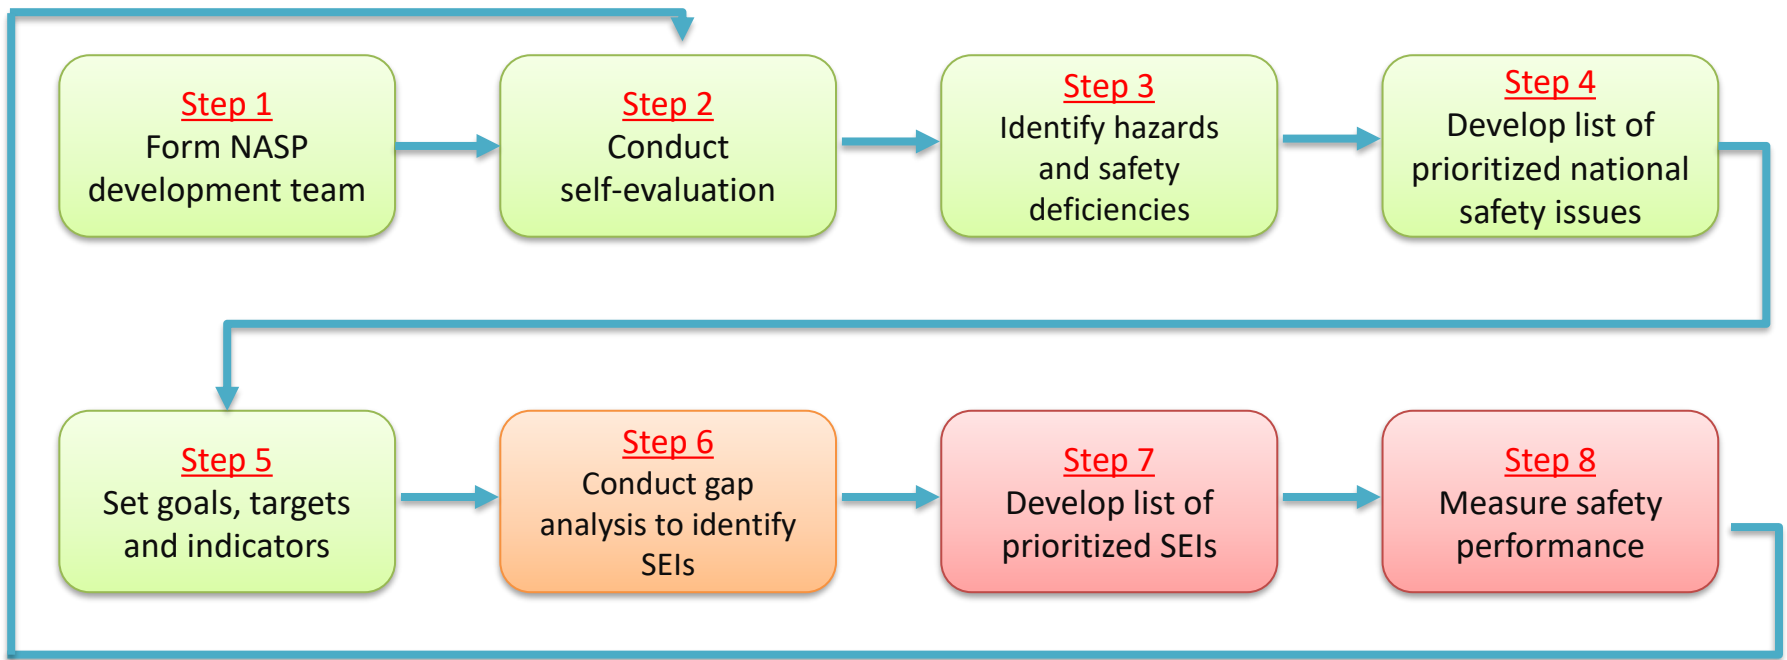 Step 1
Form NASP
development team
Step 2
Conduct
self-evaluation
Step 3
Identify hazards
and safety
deficiencies
Step 4
Develop list of
prioritized national
safety issues
Step 5
Set goals, targets
and indicators
Step 6
Conduct gap
analysis to identify
SEIs
Step 7
Develop list of
prioritized SEIs
Step 8
Measure safety
performance